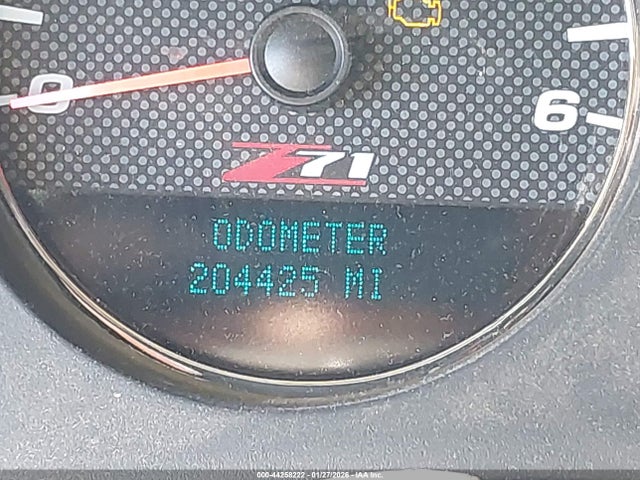 0
6
Z71
ODOMETER
204425 MI
000-44258222 - 01/27/2026 - IAA Inc.